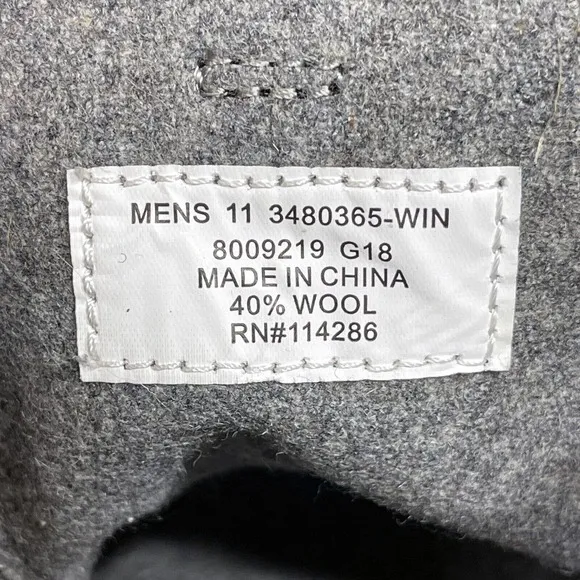 MENS 11 3480365-WIN
8009219 G18
MADE IN CHINA
40% WOOL
RN#114286